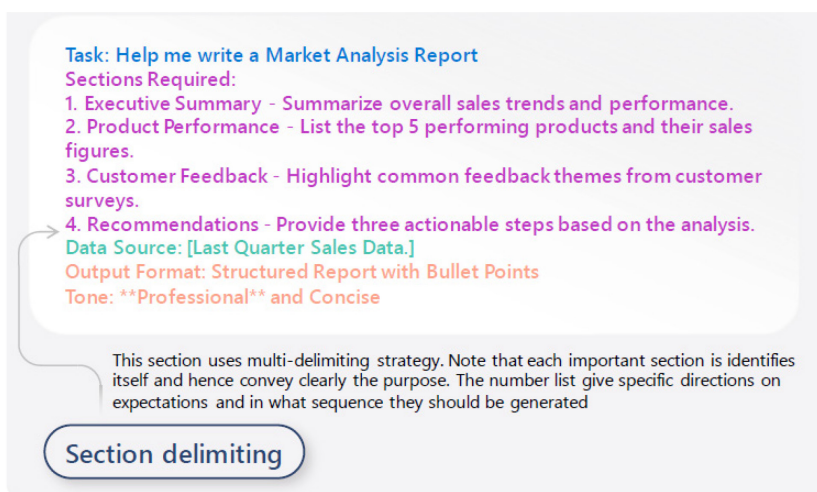 Task: Help me write a Market Analysis Report
Sections Required:
1. Executive Summary - Summarize overall sales trends and performance.
2. Product Performance - List the top 5 performing products and their sales
figures.
3. Customer Feedback - Highlight common feedback themes from customer
surveys.
4. Recommendations - Provide three actionable steps based on the analysis.
Data Source: [Last Quarter Sales Data.]
Output Format: Structured Report with Bullet Points
Tone: **Professional** and Concise
This section uses multi-delimiting strategy. Note that each important section is identifies
itself and hence convey clearly the purpose. The number list give specific directions on
expectations and in what sequence they should be generated
Section delimiting